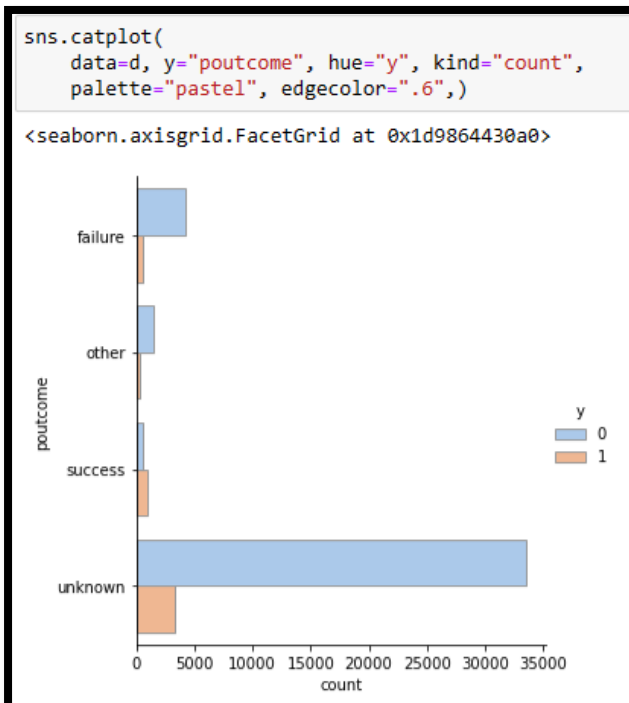 sns.catplot(
    data=d, y="poutcome", hue="y", kind="count",
    palette="pastel", edgecolor=".6",)
<seaborn.axisgrid.FacetGrid at 0x1d9864430a0>
failure
other
success
unknown
poutcome
y
0
1
0 5000 10000 15000 20000 25000 30000 35000
count